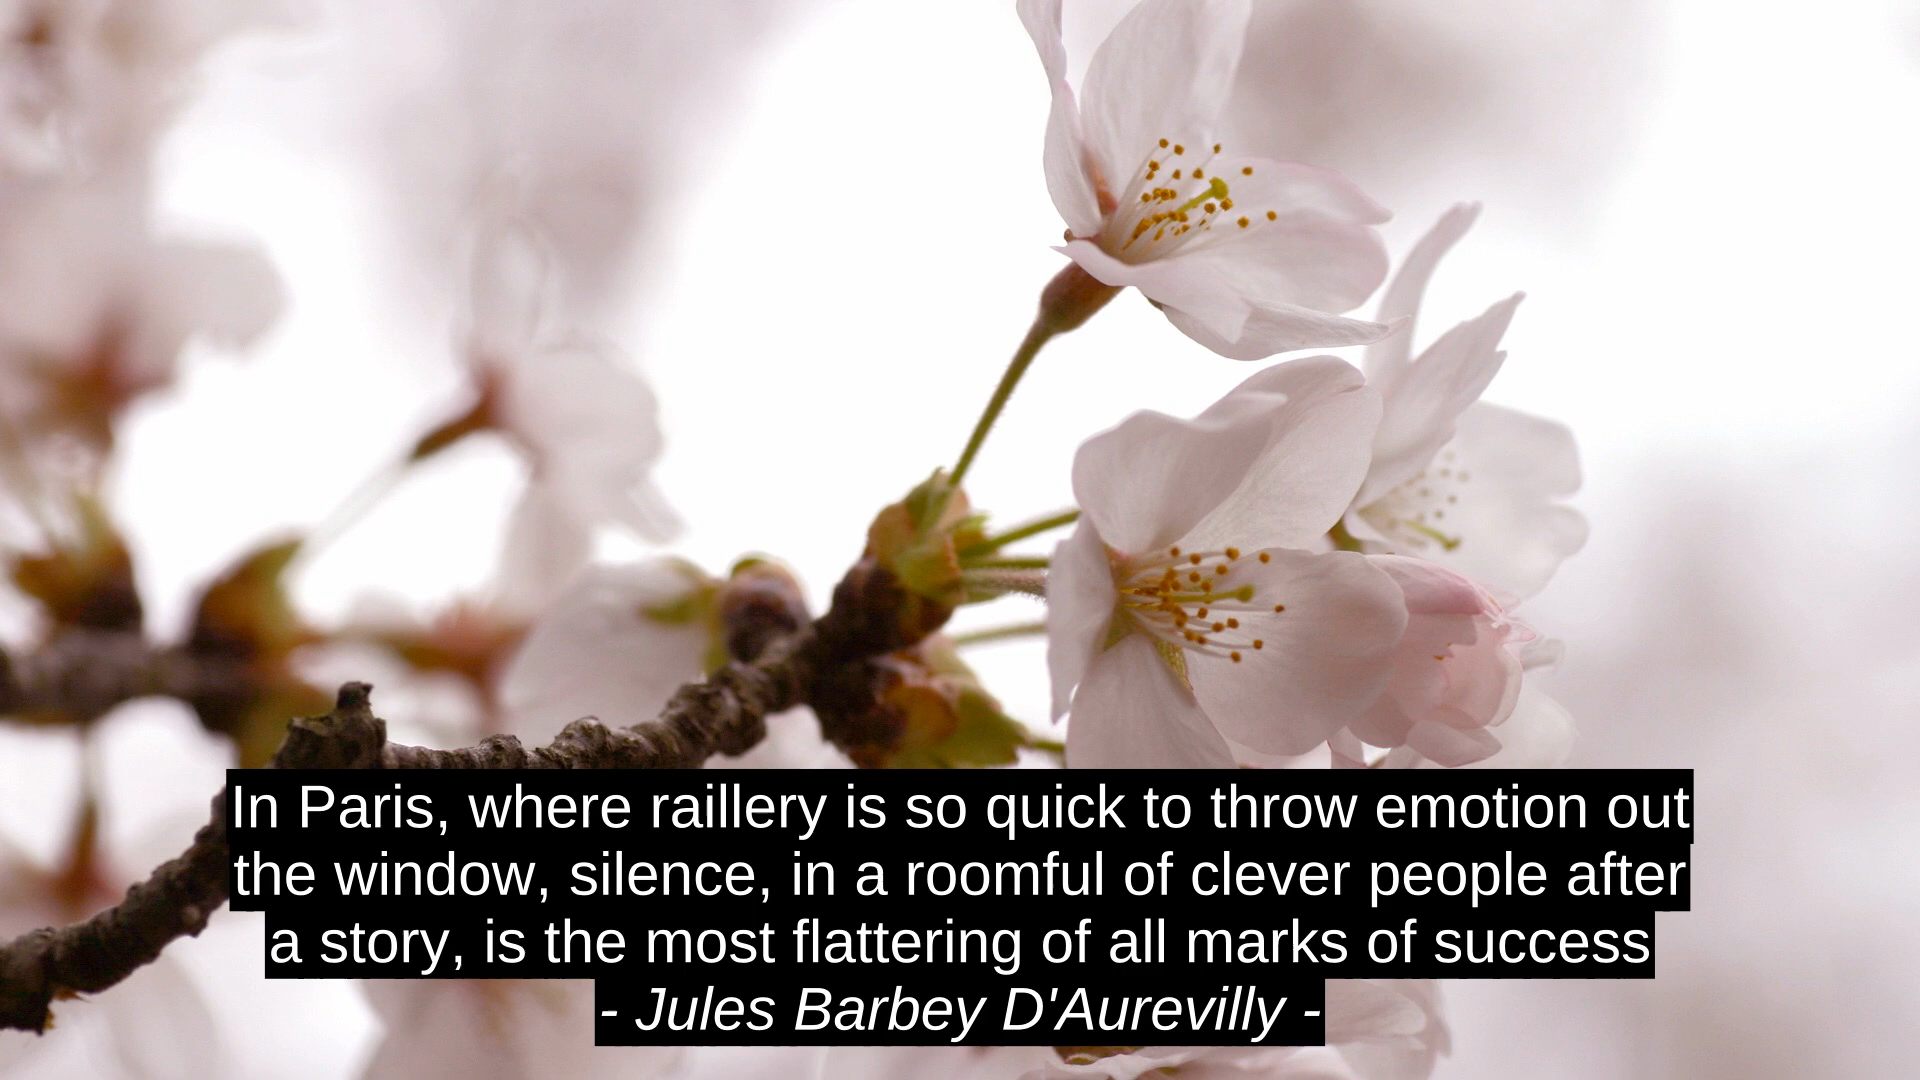 In Paris, where raillery is so quick to throw emotion out
the window, silence, in a roomful of clever people after
a story, is the most flattering of all marks of success
- Jules Barbey D'Aurevilly -